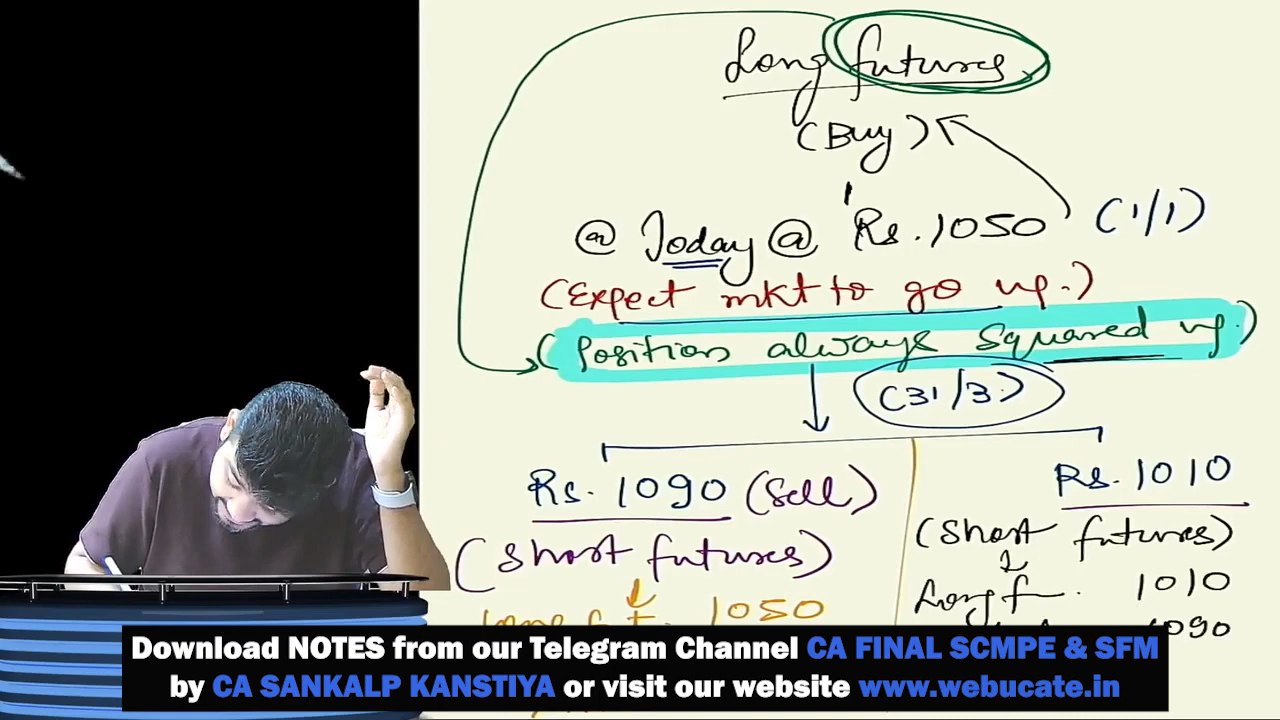 Long futures
(Buy)
@ Today @ Rs. 1050 (1/1)
(Expect mkt to go up.)
(Position always squared up.)
(31/3)
Rs. 1090 (Sell)
(Short futures)
1050
Rs. 1010
(Short futures)
Long f. 1010
1090
Download NOTES from our Telegram Channel CA FINAL SCMPE & SFM
by CA SANKALP KANSTIYA or visit our website www.webucate.in